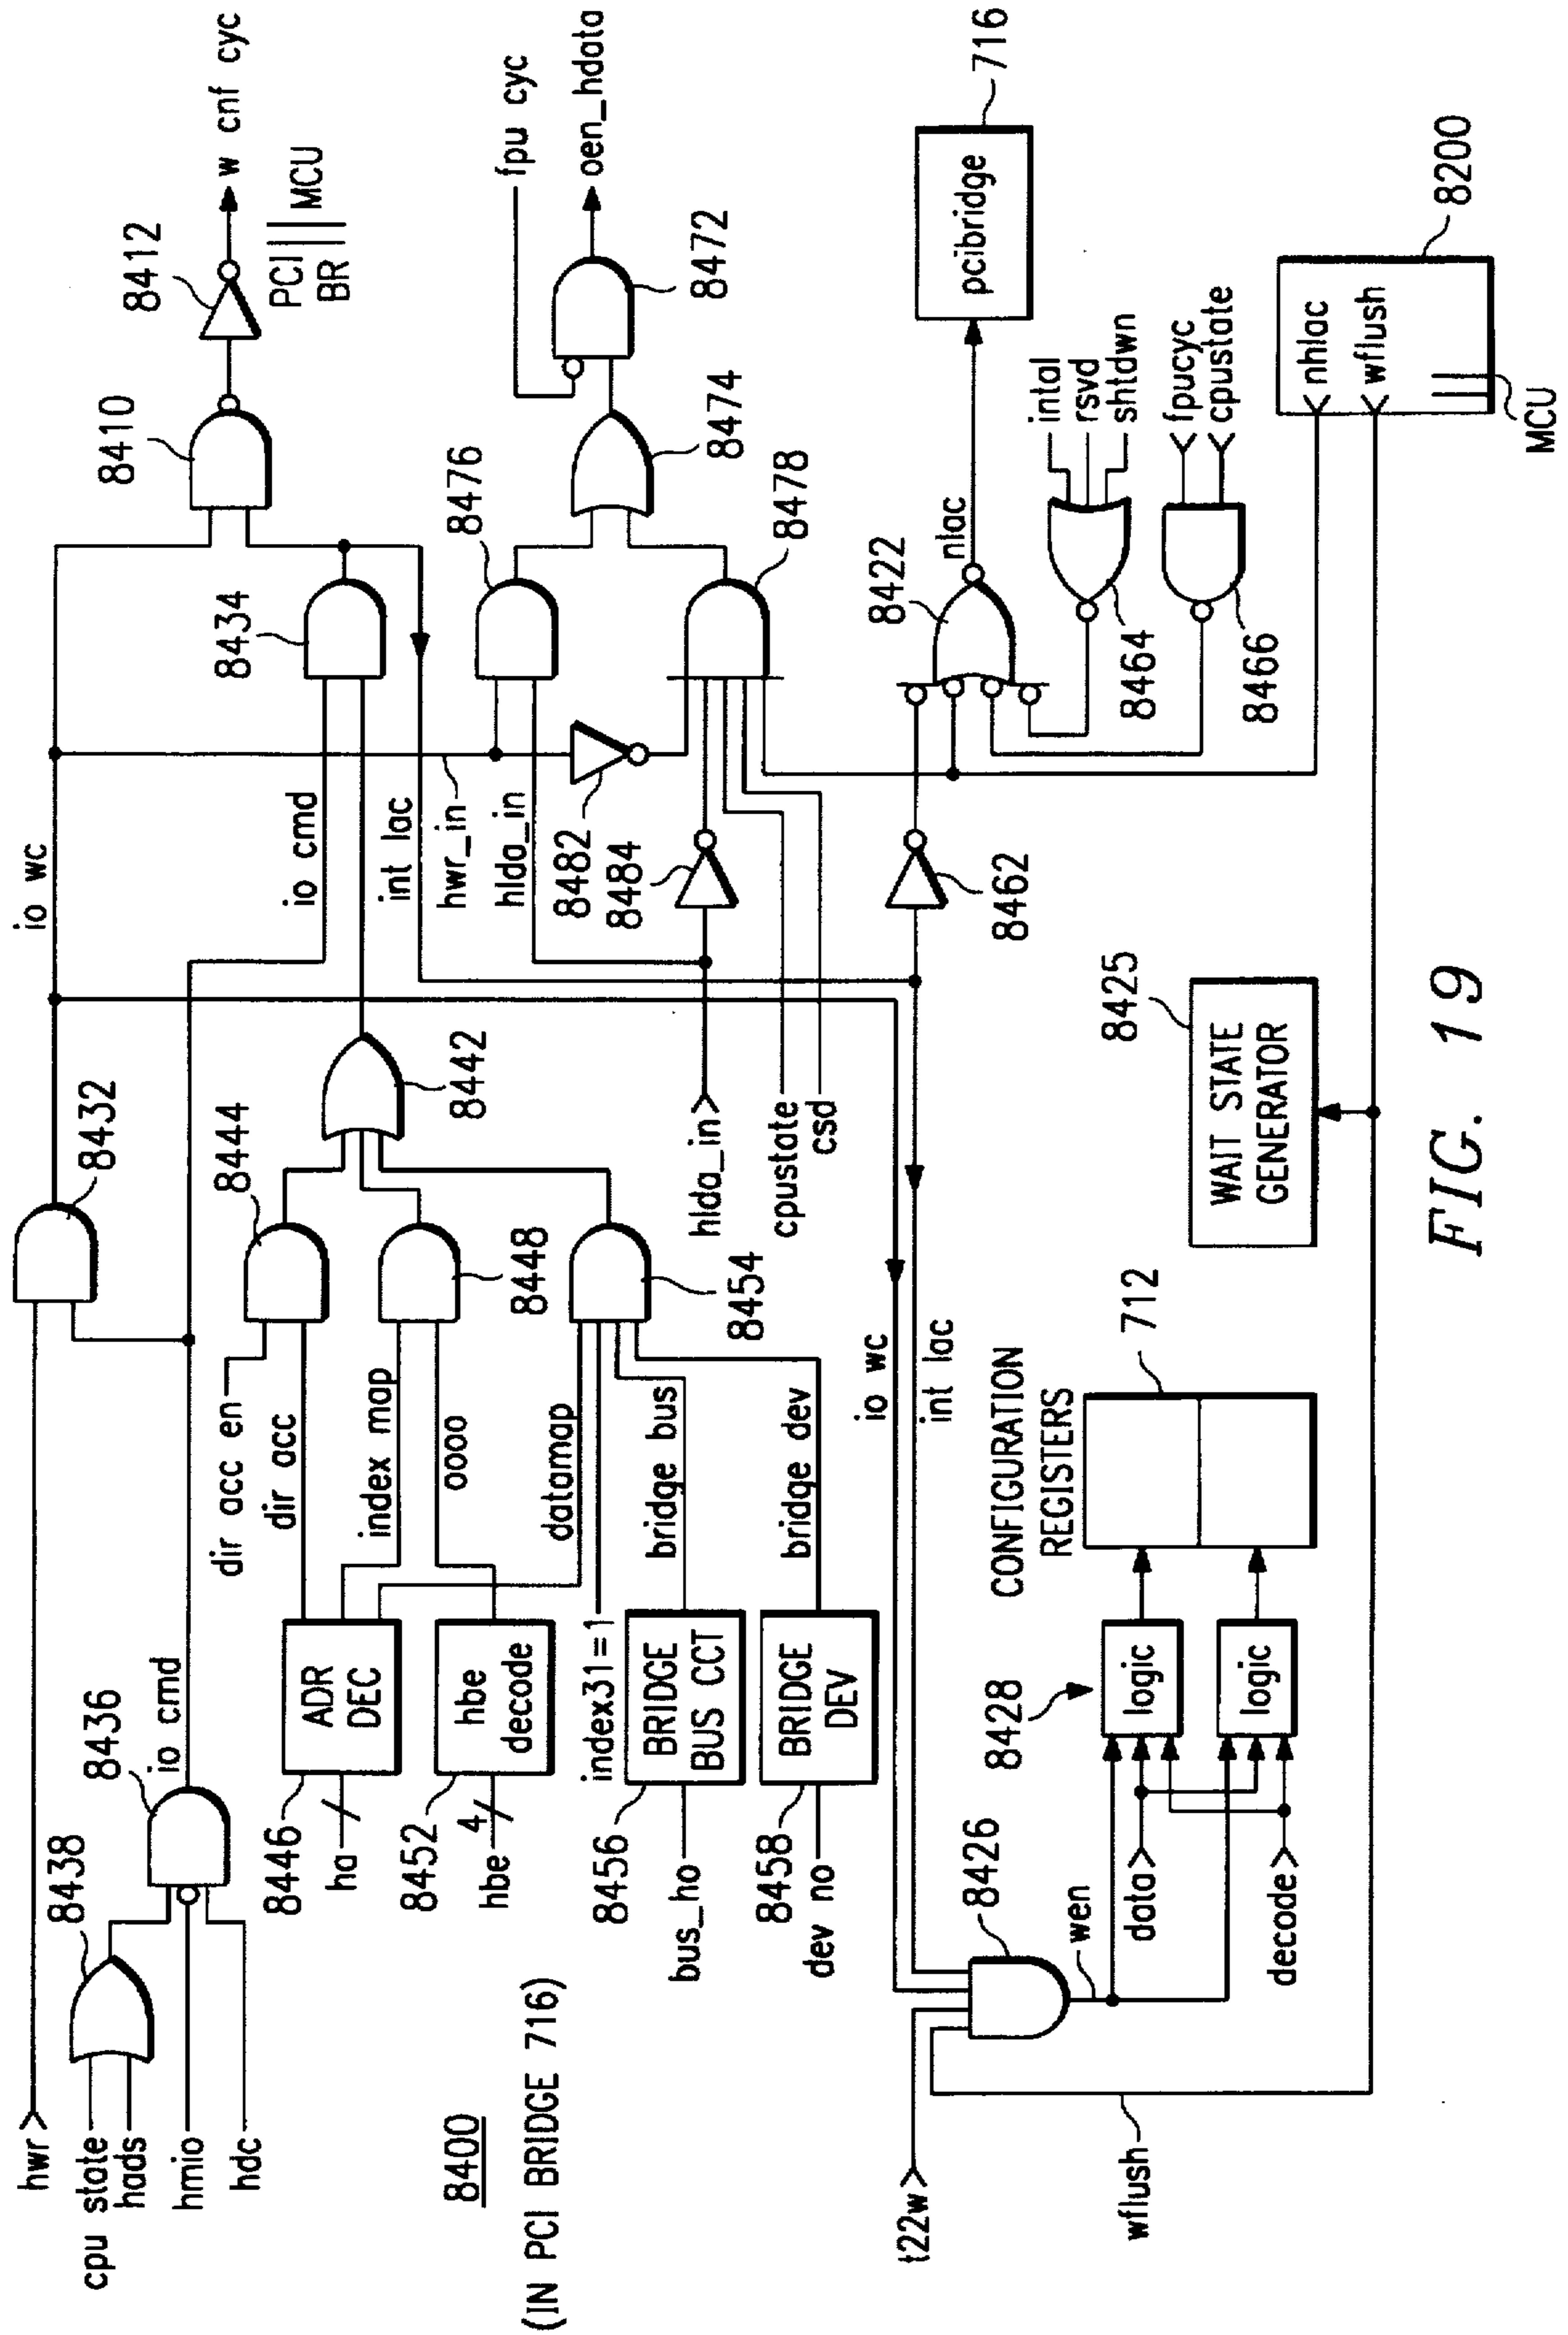 hwr
cpu state
hads
hmio
hdc
8438
8436
io cmd
8432
io wc
8410
8412
w cnf cyc
PCI
BR
MCU
8434
io cmd
int lac
hwr_in
hlda_in
8482
8484
8476
8478
8474
8472
fpu cyc
oen_hdata
dir acc en
dir acc
index map
oooo
datamap
index31=1
bridge bus
bridge dev
8444
8448
8454
8442
8446
ha
ADR
DEC
8452
hbe
4
hbe
decode
8456
bus_ho
BRIDGE
BUS CCT
8458
dev no
BRIDGE
DEV
hlda_in
cpustate
csd
8400
(IN PCI BRIDGE 716)
8462
8422
nlac
pcibridge
716
intal
rsvd
shtdwn
8464
fpucyc
cpustate
8466
io wc
int lac
t22w
wflush
8426
wen
data
decode
8428
logic
logic
CONFIGURATION
REGISTERS
712
8425
WAIT STATE
GENERATOR
nhlac
wflush
8200
MCU
FIG. 19